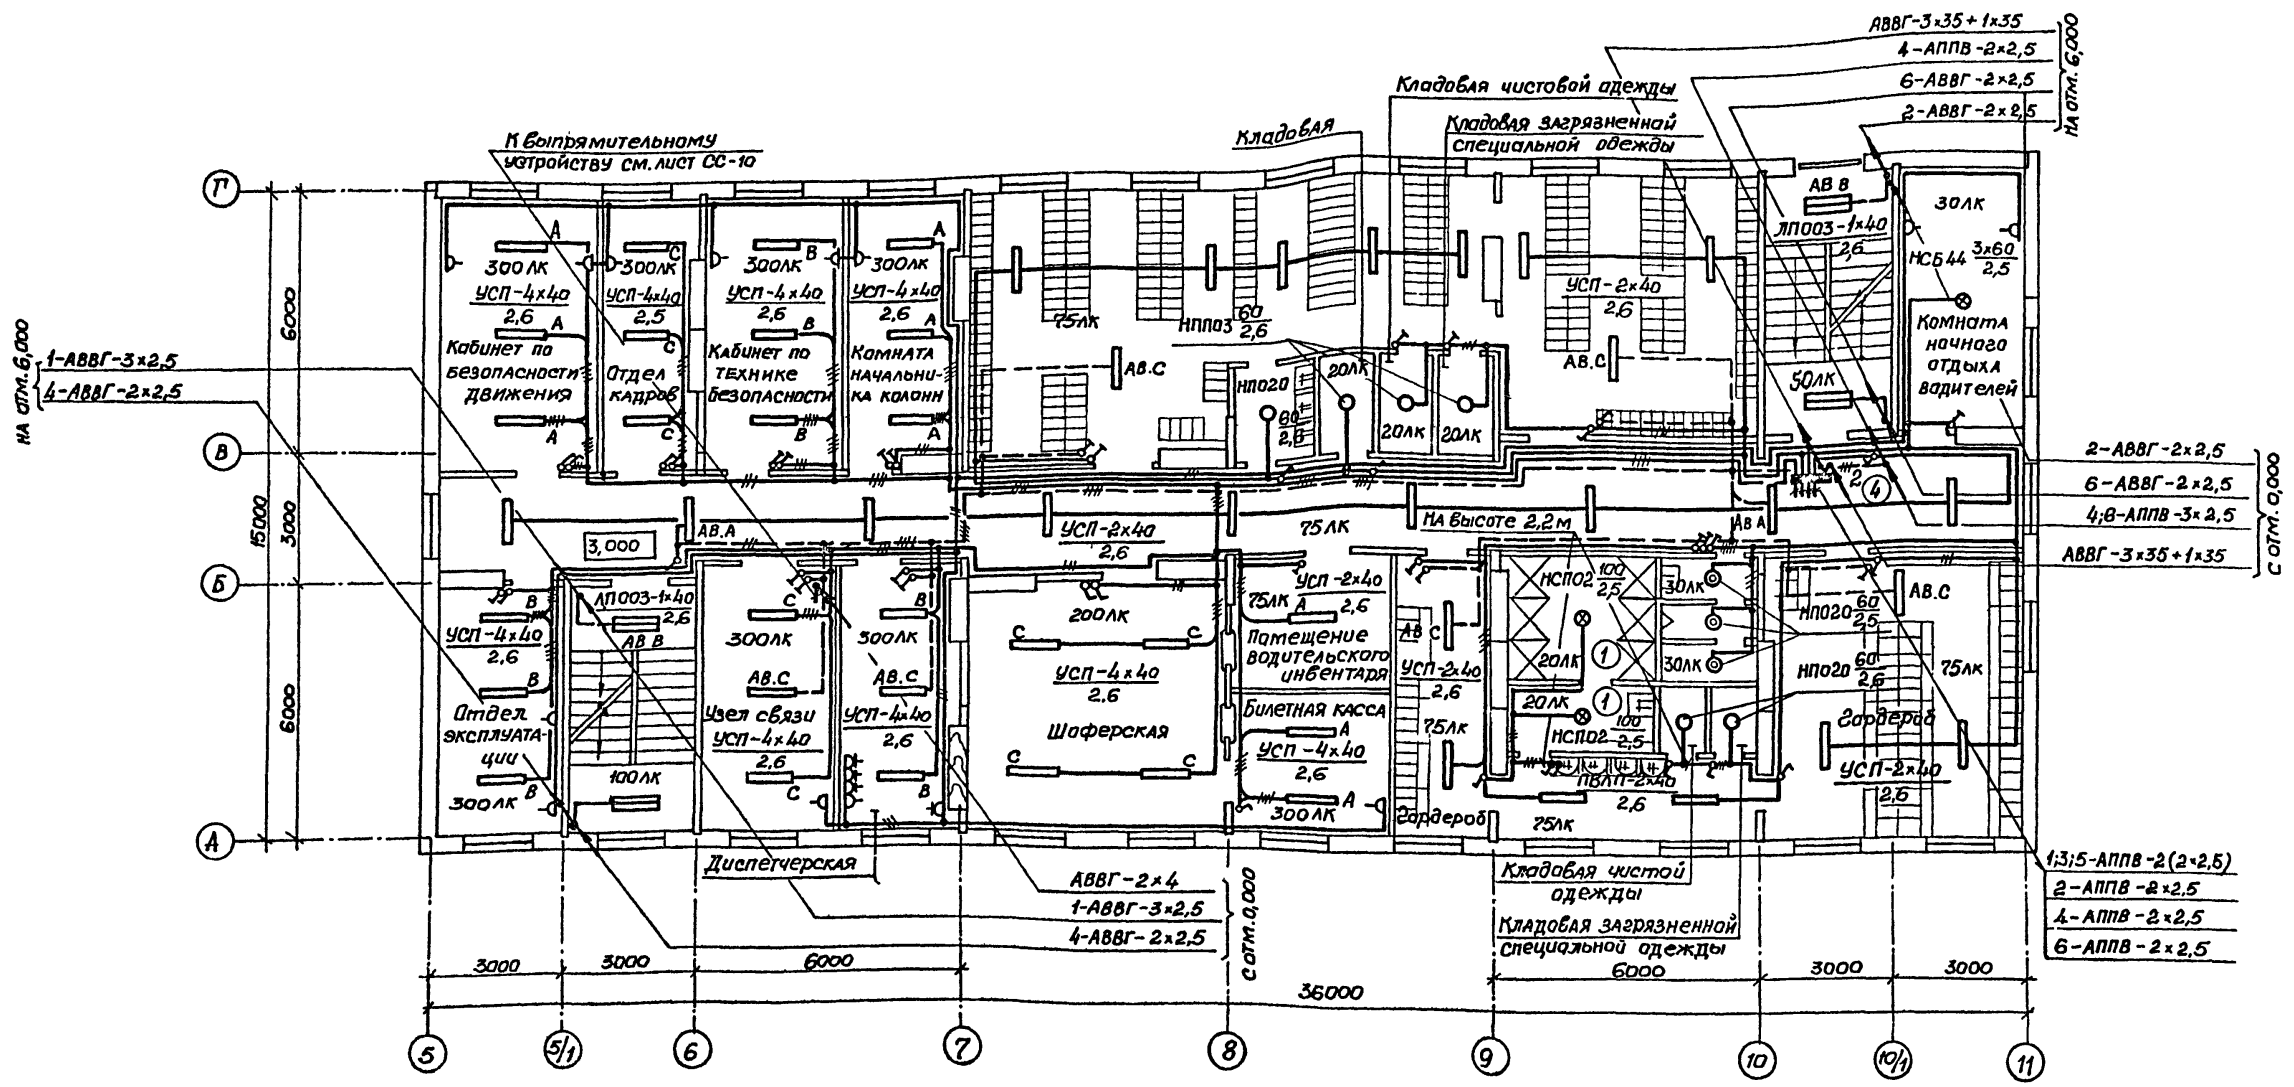 АВВГ-3×35+1×35
4-АППВ-2×2,5
6-АВВГ-2×2,5
2-АВВГ-2×2,5
НА ОТМ. 6,000
Кладовая чистовой одежды
Кладовая
Кладовая загрязненной
специальной одежды
К выпрямительному
устройству см. лист СС-10
Г
А
С
В
АВ В
30лк
300лк
300лк
300лк
300лк
ЛПО03-1×40
2,6
НСБ44 3×60
2,5
УСП-4×40
2,6
УСП-4×40
2,5
УСП-4×40
2,6
УСП-4×40
2,6
УСП-2×40
2,6
75лк
НПП03 60
2,6
6000
А
С
В
А
Кабинет по
безопасности
движения
Отдел
кадров
Кабинет по
технике
безопасности
Комната
начальни-
ка колонн
АВ.С
НПО20
60
2,6
20лк
20лк
20лк
АВ.С
50лк
Комната
ночного
отдыха
водителей
А
С
В
А
НА ОТМ. 6,000
1-АВВГ-3×2,5
4-АВВГ-2×2,5
В
15000
3000
3,000
АВ.А
УСП-2×40
2,6
75лк
На высоте 2,2м
АВ А
2
4
2-АВВГ-2×2,5
6-АВВГ-2×2,5
4;6-АППВ-3×2,5
АВВГ-3×35+1×35
С ОТМ. 0,000
Б
В
ЛПО03-1×40
2,6
АВ В
УСП-4×40
2,6
В
С
300лк
В
300лк
200лк
С
С
УСП-2×40
2,6
75лк
А
АВ С
НСП02 100
2,5
30лк
НПО20 60
2,5
АВ.С
УСП-4×40
2,6
Помещение
водительского
инвентаря
УСП-2×40
2,6
20лк
1
30лк
НПО20 60
2,6
75лк
6000
АВ.С
АВ.С
Отдел
эксплуата-
ции
Узел связи
УСП-4×40
2,6
УСП-4×40
2,6
Шоферская
Билетная касса
А
УСП-4×40
2,6
75лк
20лк
1
НСП02 100
2,5
Гардероб
УСП-2×40
2,6
С
С
100лк
В
300лк
С
В
А
300лк
ПВЛП-2×40
2,6
Гардероб
75лк
А
Диспетчерская
АВВГ-2×4
1-АВВГ-3×2,5
4-АВВГ-2×2,5
С ОТМ. 0,000
Кладовая чистой
одежды
Кладовая загрязненной
специальной одежды
1;3;5-АППВ-2(2×2,5)
2-АППВ-2×2,5
4-АППВ-2×2,5
6-АППВ-2×2,5
3000
3000
6000
6000
3000
3000
36000
5
5/1
6
7
8
9
10
10/1
11